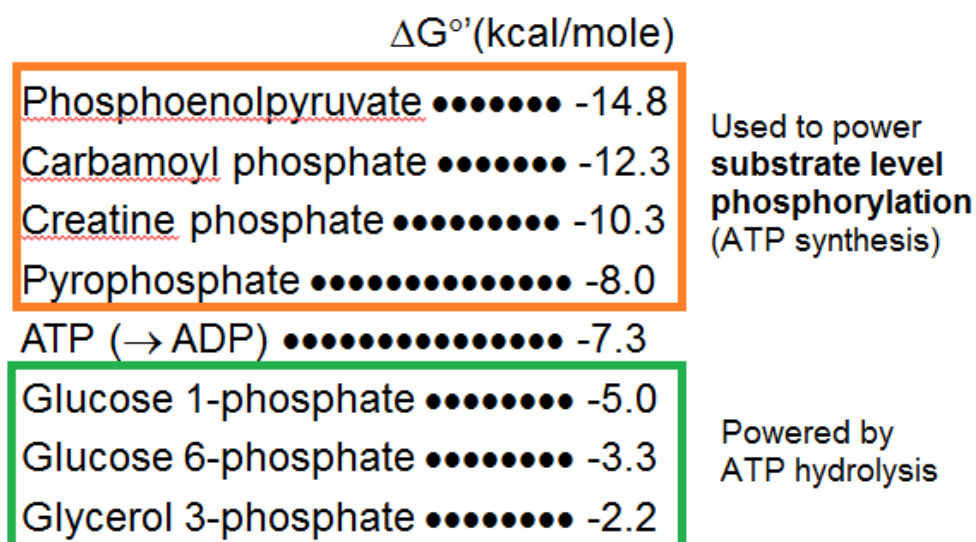 ΔG°’(kcal/mole)
Phosphoenolpyruvate ••••••• -14.8
Carbamoyl phosphate ••••••• -12.3
Creatine phosphate ••••••••• -10.3
Pyrophosphate •••••••••••••• -8.0
Used to power
substrate level
phosphorylation
(ATP synthesis)
ATP (→ ADP) ••••••••••••••• -7.3
Glucose 1-phosphate •••••••• -5.0
Glucose 6-phosphate •••••••• -3.3
Glycerol 3-phosphate •••••••• -2.2
Powered by
ATP hydrolysis